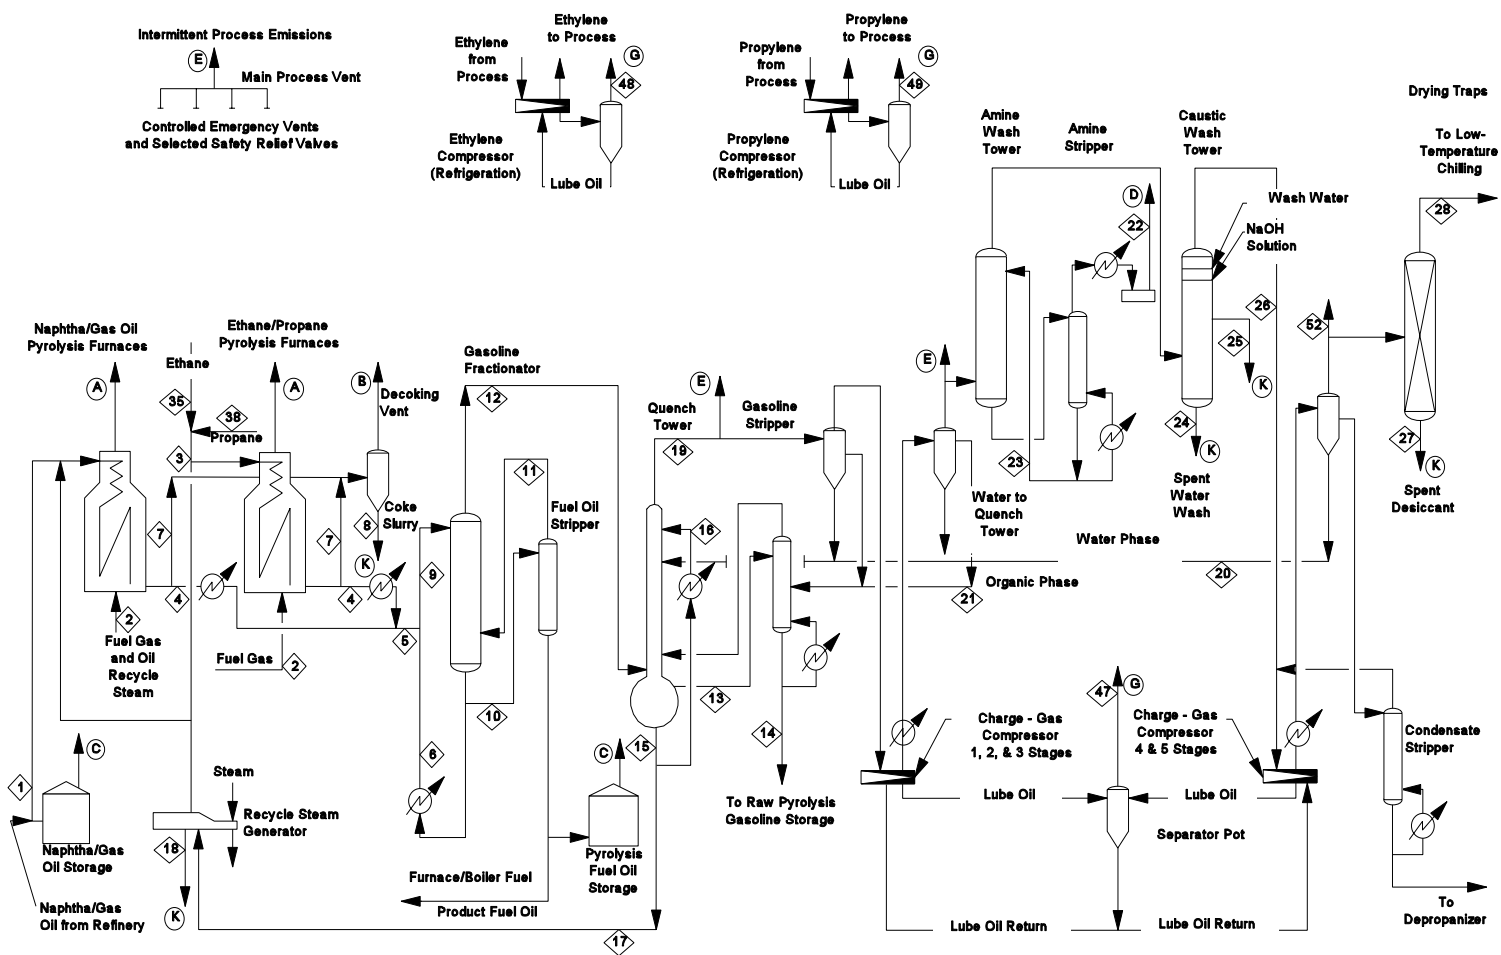 Intermittent Process Emissions
E
Main Process Vent
Controlled Emergency Vents
and Selected Safety Relief Valves
Ethylene
to Process
Ethylene
from
Process
G
48
Ethylene
Compressor
(Refrigeration)
Lube Oil
Propylene
to Process
Propylene
from
Process
G
49
Propylene
Compressor
(Refrigeration)
Lube Oil
Amine
Wash
Tower
Amine
Stripper
Caustic
Wash
Tower
Drying Traps
To Low-
Temperature
Chilling
D
22
Wash Water
NaOH
Solution
28
26
25
K
52
24
K
Spent
Water
Wash
27
K
Spent
Desiccant
Naphtha/Gas Oil
Pyrolysis Furnaces
Ethane/Propane
Pyrolysis Furnaces
Ethane
A
A
B
Decoking
Vent
35
38
Propane
3
7
7
Coke
Slurry
8
K
4
4
2
2
Fuel Gas
and Oil
Recycle
Steam
Fuel Gas
5
Gasoline
Fractionator
12
11
Fuel Oil
Stripper
9
10
6
Quench
Tower
E
19
Gasoline
Stripper
16
13
15
14
To Raw Pyrolysis
Gasoline Storage
E
23
Water to
Quench
Tower
Water Phase
Organic Phase
20
21
1
C
Steam
Recycle Steam
Generator
18
K
Naphtha/Gas
Oil Storage
Naphtha/Gas
Oil from Refinery
C
Pyrolysis
Fuel Oil
Storage
Furnace/Boiler Fuel
Product Fuel Oil
17
Charge - Gas
Compressor
1, 2, & 3 Stages
47
G
Charge - Gas
Compressor
4 & 5 Stages
Lube Oil
Lube Oil
Separator Pot
Lube Oil Return
Lube Oil Return
Condensate
Stripper
To
Depropanizer